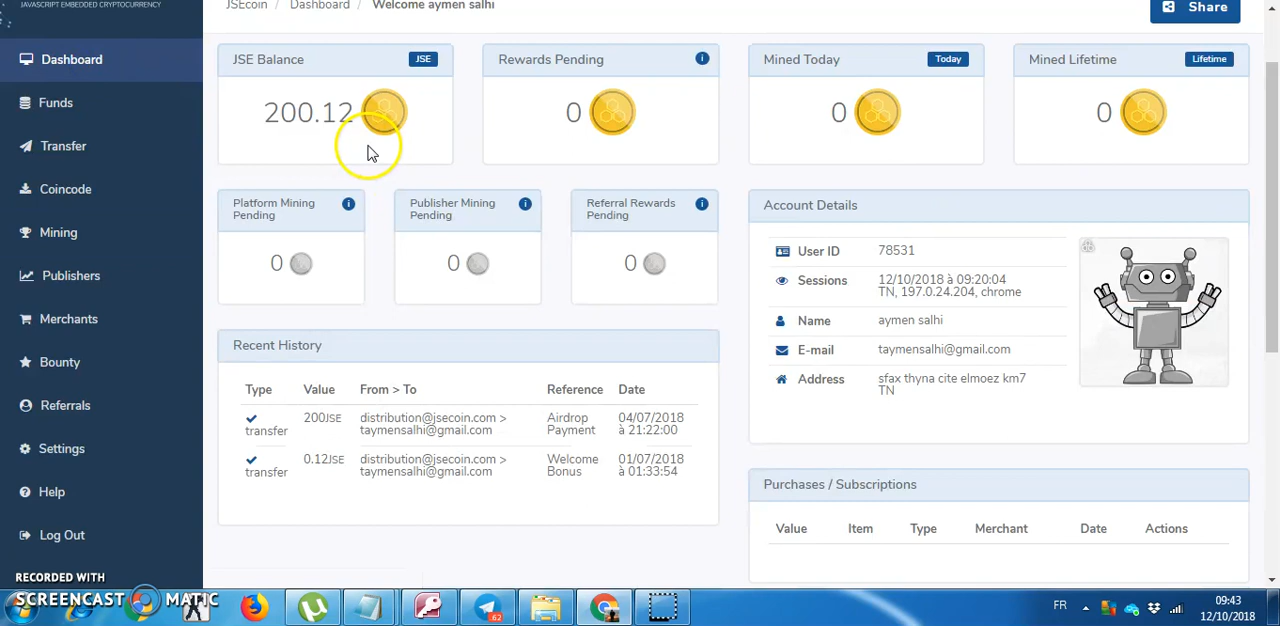 JAVASCRIPT EMBEDDED CRYPTOCURRENCY
JSEcoin / Dashboard / Welcome aymen salhi
Share
Dashboard
Funds
Transfer
Coincode
Mining
Publishers
Merchants
Bounty
Referrals
Settings
Help
Log Out
JSE Balance JSE
200.12
Rewards Pending i
0
Mined Today Today
0
Mined Lifetime Lifetime
0
Platform Mining i
Pending
0
Publisher Mining i
Pending
0
Referral Rewards i
Pending
0
Account Details
User ID 78531
Sessions 12/10/2018 à 09:20:04
TN, 197.0.24.204, chrome
Name aymen salhi
E-mail taymensalhi@gmail.com
Address sfax thyna cite elmoez km7
TN
Recent History
Type Value From > To Reference Date
transfer 200JSE distribution@jsecoin.com > Airdrop 04/07/2018
taymensalhi@gmail.com Payment à 21:22:00
transfer 0.12JSE distribution@jsecoin.com > Welcome 01/07/2018
taymensalhi@gmail.com Bonus à 01:33:54
Purchases / Subscriptions
Value Item Type Merchant Date Actions
RECORDED WITH
SCREENCAST MATIC
62
FR
09:43
12/10/2018